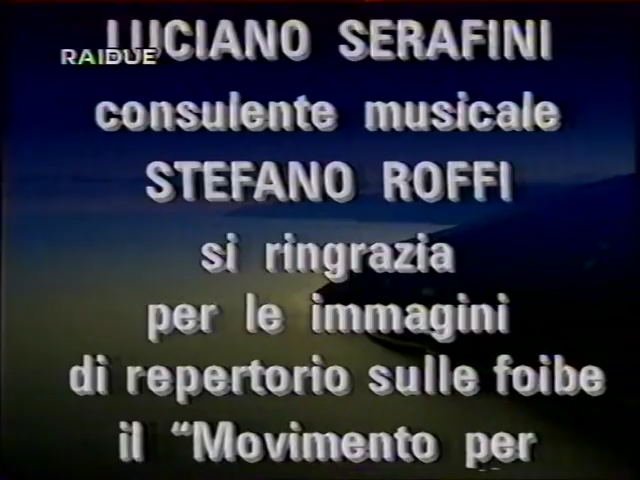 LUCIANO SERAFINI
RAIDUE
consulente musicale
STEFANO ROFFI
si ringrazia
per le immagini
di repertorio sulle foibe
il “Movimento per